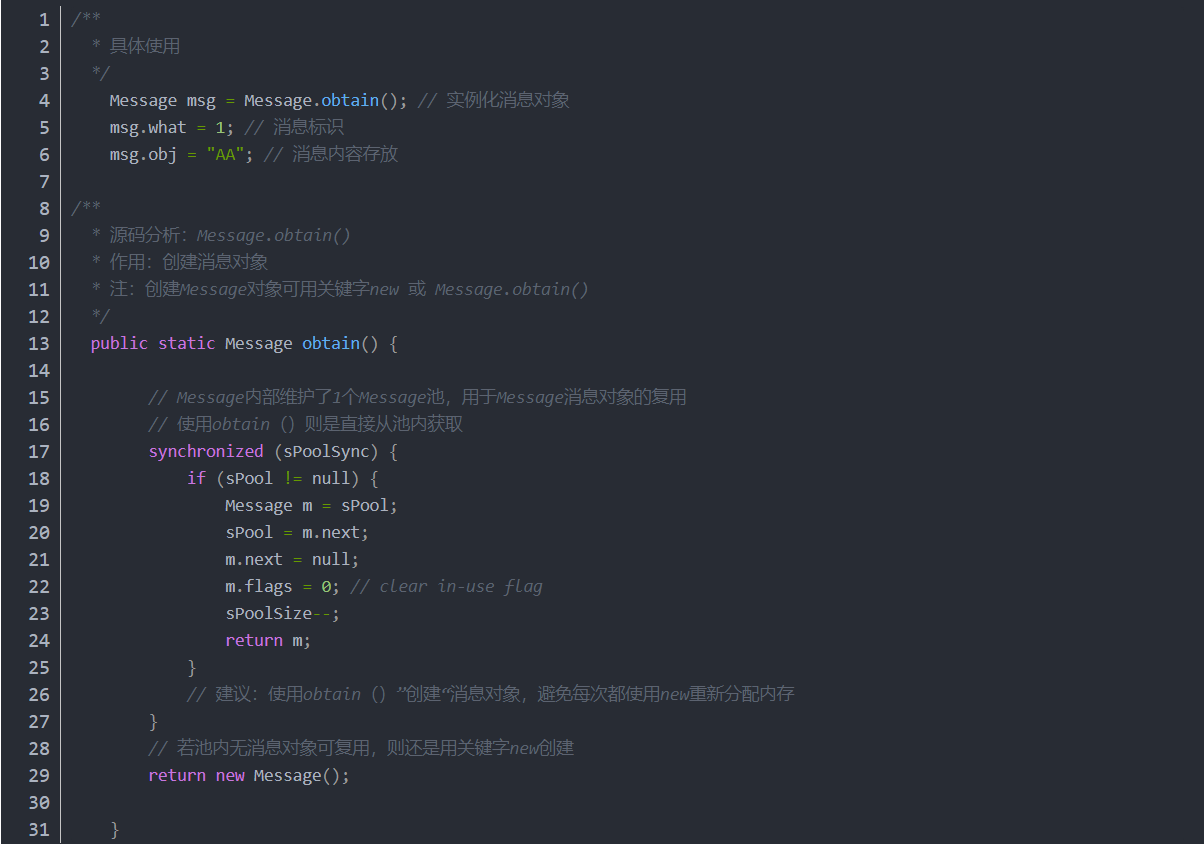 1 /**
2 * 具体使用
3 */
4 Message msg = Message.obtain(); // 实例化消息对象
5 msg.what = 1; // 消息标识
6 msg.obj = "AA"; // 消息内容存放
7
8 /**
9 * 源码分析：Message.obtain()
10 * 作用：创建消息对象
11 * 注：创建Message对象可用关键字new 或 Message.obtain()
12 */
13 public static Message obtain() {
14
15 // Message内部维护了1个Message池，用于Message消息对象的复用
16 // 使用obtain（）则是直接从池内获取
17 synchronized (sPoolSync) {
18 if (sPool != null) {
19 Message m = sPool;
20 sPool = m.next;
21 m.next = null;
22 m.flags = 0; // clear in-use flag
23 sPoolSize--;
24 return m;
25 }
26 // 建议：使用obtain（）”创建“消息对象，避免每次都使用new重新分配内存
27 }
28 // 若池内无消息对象可复用，则还是用关键字new创建
29 return new Message();
30
31 }